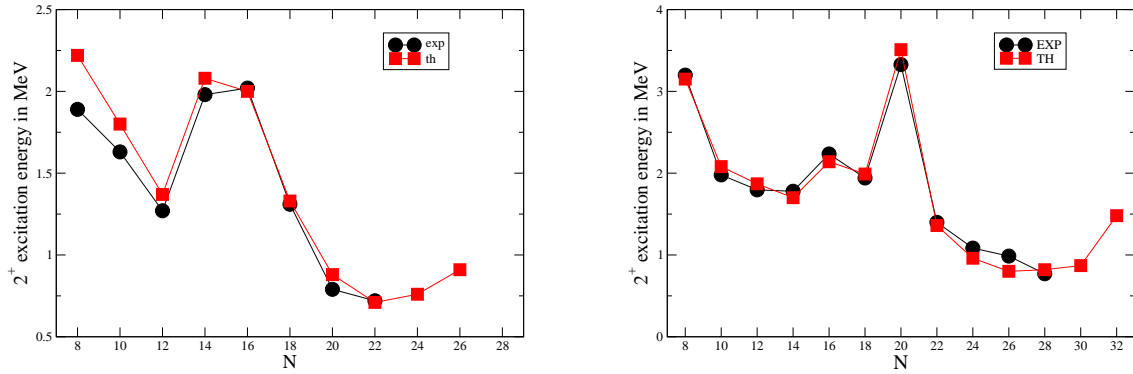 2⁺ excitation energy in MeV
2.5
2
1.5
1
0.5
exp
th
8 10 12 14 16 18 20 22 24 26 28
N
2⁺ excitation energy in MeV
4
3
2
1
0
EXP
TH
8 10 12 14 16 18 20 22 24 26 28 30 32
N